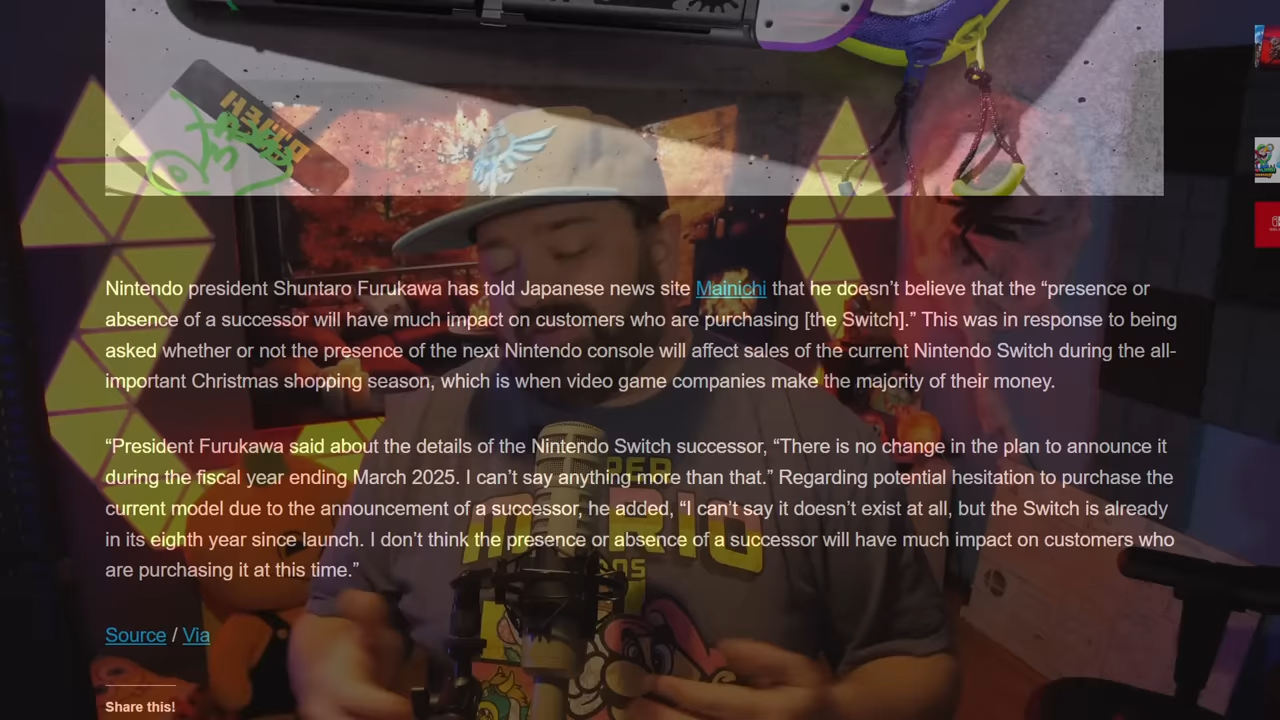 Nintendo president Shuntaro Furukawa has told Japanese news site Mainichi that he doesn’t believe that the “presence or
absence of a successor will have much impact on customers who are purchasing [the Switch].” This was in response to being
asked whether or not the presence of the next Nintendo console will affect sales of the current Nintendo Switch during the all-
important Christmas shopping season, which is when video game companies make the majority of their money.
“President Furukawa said about the details of the Nintendo Switch successor, “There is no change in the plan to announce it
during the fiscal year ending March 2025. I can’t say anything more than that.” Regarding potential hesitation to purchase the
current model due to the announcement of a successor, he added, “I can’t say it doesn’t exist at all, but the Switch is already
in its eighth year since launch. I don’t think the presence or absence of a successor will have much impact on customers who
are purchasing it at this time.”
Source / Via
Share this!